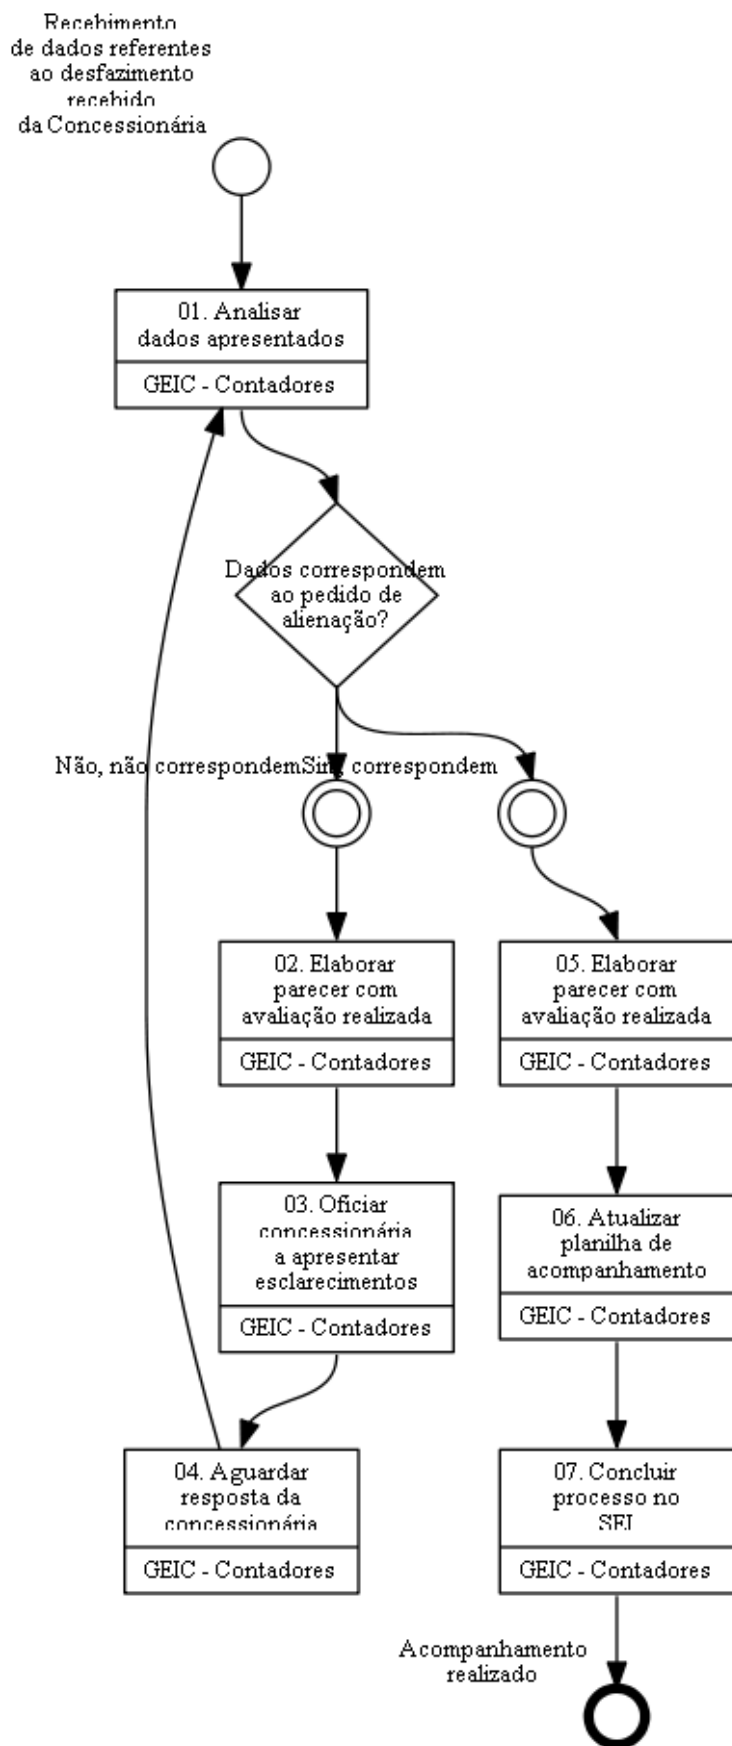 Recebimento
de dados referentes
ao desfazimento
recebido
da Concessionária
01. Analisar
dados apresentados
GEIC - Contadores
Dados correspondem
ao pedido de
alienação?
Não, não correspondem
Sim, correspondem
02. Elaborar
parecer com
avaliação realizada
GEIC - Contadores
05. Elaborar
parecer com
avaliação realizada
GEIC - Contadores
03. Oficiar
concessionária
a apresentar
esclarecimentos
GEIC - Contadores
06. Atualizar
planilha de
acompanhamento
GEIC - Contadores
04. Aguardar
resposta da
concessionária
GEIC - Contadores
07. Concluir
processo no
SEI
GEIC - Contadores
Acompanhamento
realizado